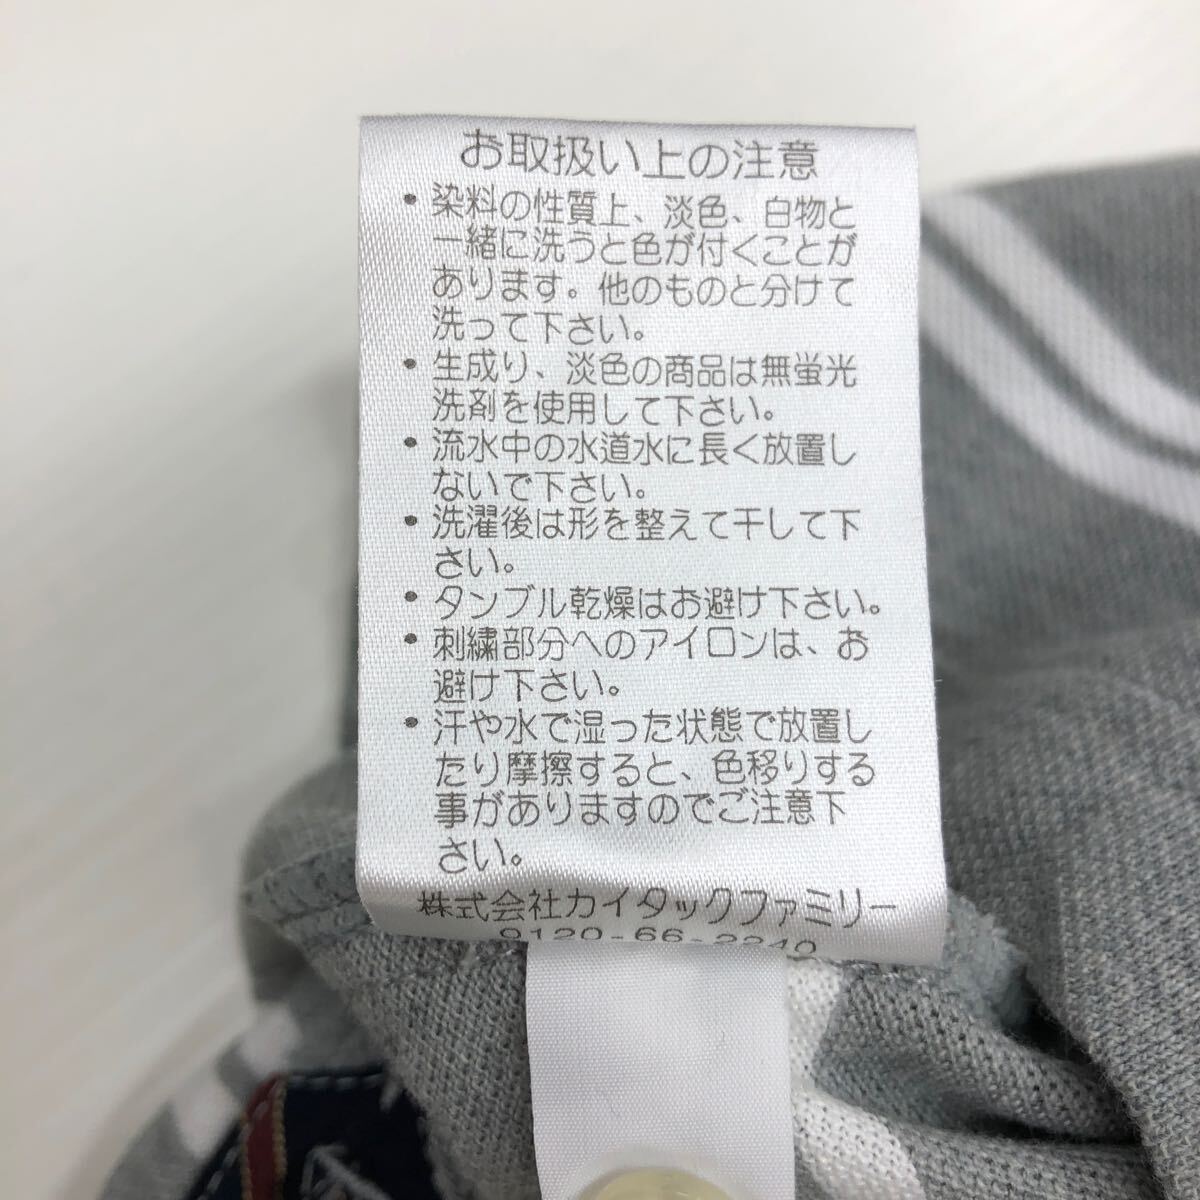 お取扱い上の注意
・染料の性質上、淡色、白物と
一緒に洗うと色が付くことが
あります。他のものと分けて
洗って下さい。
・生成り、淡色の商品は無蛍光
洗剤を使用して下さい。
・流水中の水道水に長く放置し
ないで下さい。
・洗濯後は形を整えて干して下
さい。
・タンブル乾燥はお避け下さい。
・刺繍部分へのアイロンは、お
避け下さい。
・汗や水で湿った状態で放置し
たり摩擦すると、色移りする
事がありますのでご注意下
さい。
株式会社カイタックファミリー
0120-66-2240